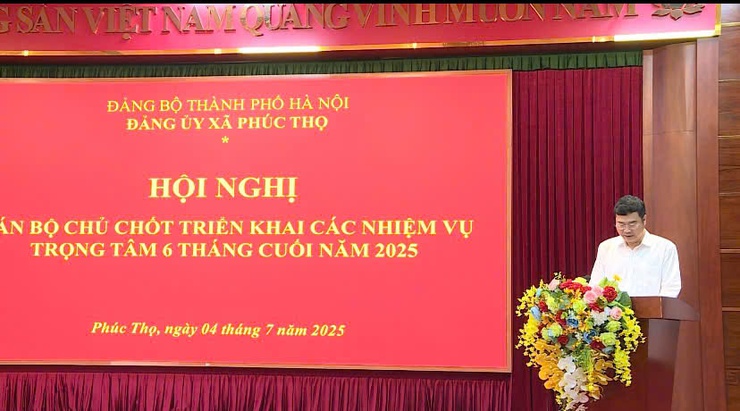 SẢN VIỆT NAM QUANG VINH MUÔN NĂM
ĐẢNG BỘ THÀNH PHỐ HÀ NỘI
ĐẢNG ỦY XÃ PHÚC THỌ
*
HỘI NGHỊ
ÁN BỘ CHỦ CHỐT TRIỂN KHAI CÁC NHIỆM VỤ
TRỌNG TÂM 6 THÁNG CUỐI NĂM 2025
Phúc Thọ, ngày 04 tháng 7 năm 2025